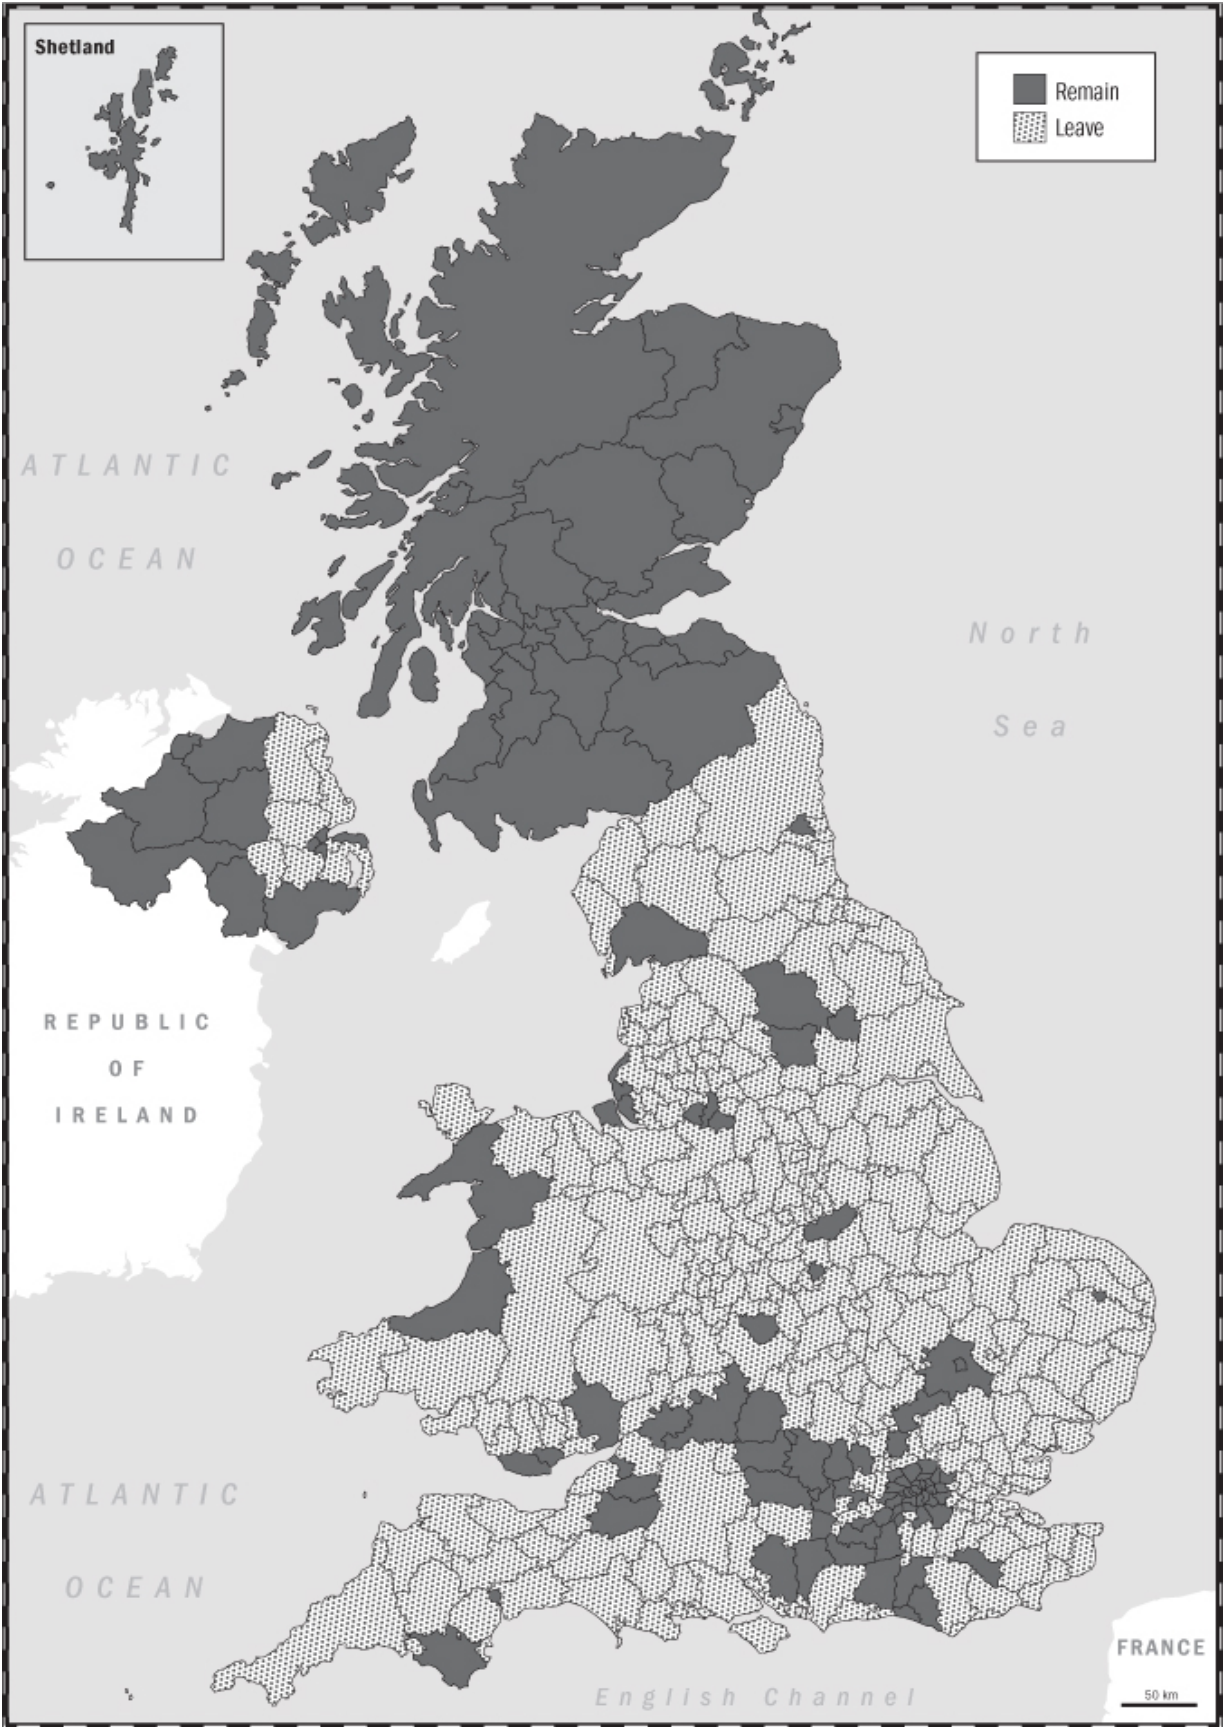 Shetland
Remain
Leave
ATLANTIC
OCEAN
North
Sea
REPUBLIC
OF
IRELAND
ATLANTIC
OCEAN
English Channel
FRANCE
50 km